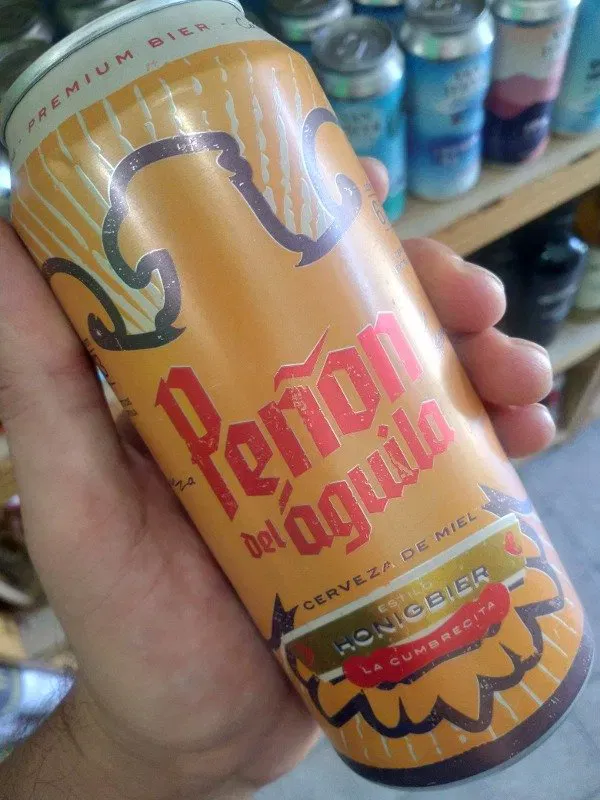 PREMIUM BIER
Peñon
del águila
CERVEZA DE MIEL
ESTILO
HONIGBIER
LA CUMBRECITA